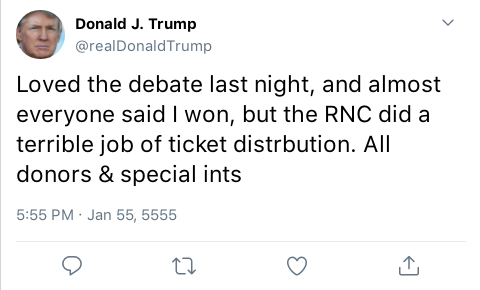 Donald J. Trump
@realDonaldTrump
Loved the debate last night, and almost
everyone said I won, but the RNC did a
terrible job of ticket distrbution. All
donors & special ints
5:55 PM · Jan 55, 5555